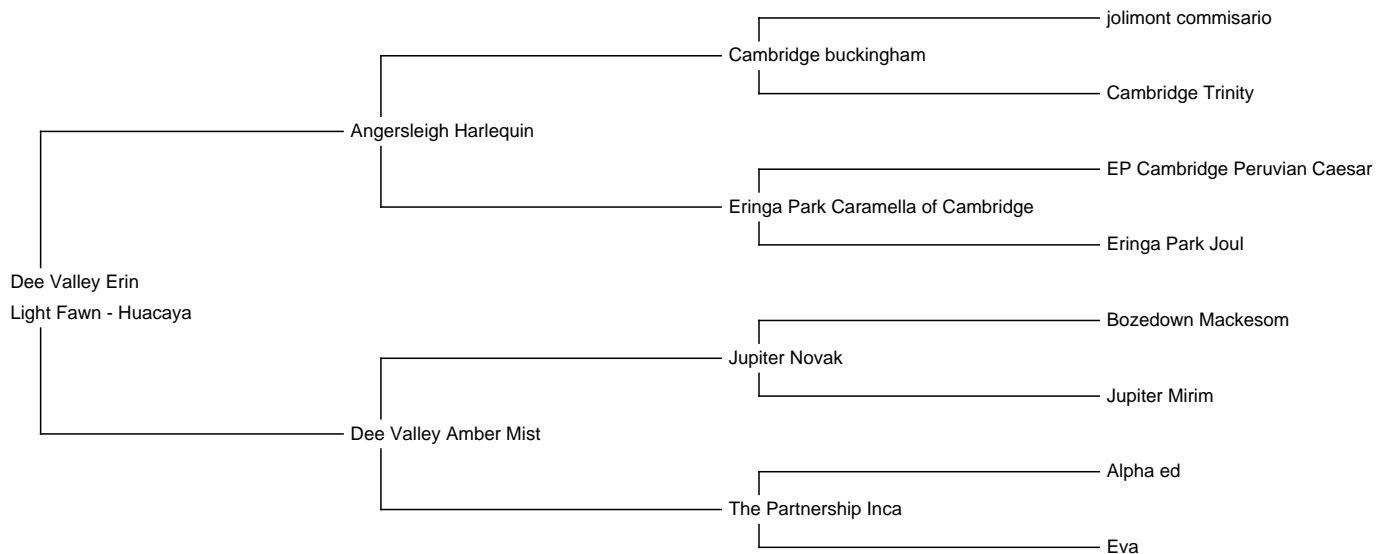 jolimont commisario
Cambridge buckingham
Cambridge Trinity
Angersleigh Harlequin
EP Cambridge Peruvian Caesar
Eringa Park Caramella of Cambridge
Eringa Park Joul
Dee Valley Erin
Light Fawn - Huacaya
Bozedown Mackesom
Jupiter Novak
Jupiter Mirim
Dee Valley Amber Mist
Alpha ed
The Partnership Inca
Eva